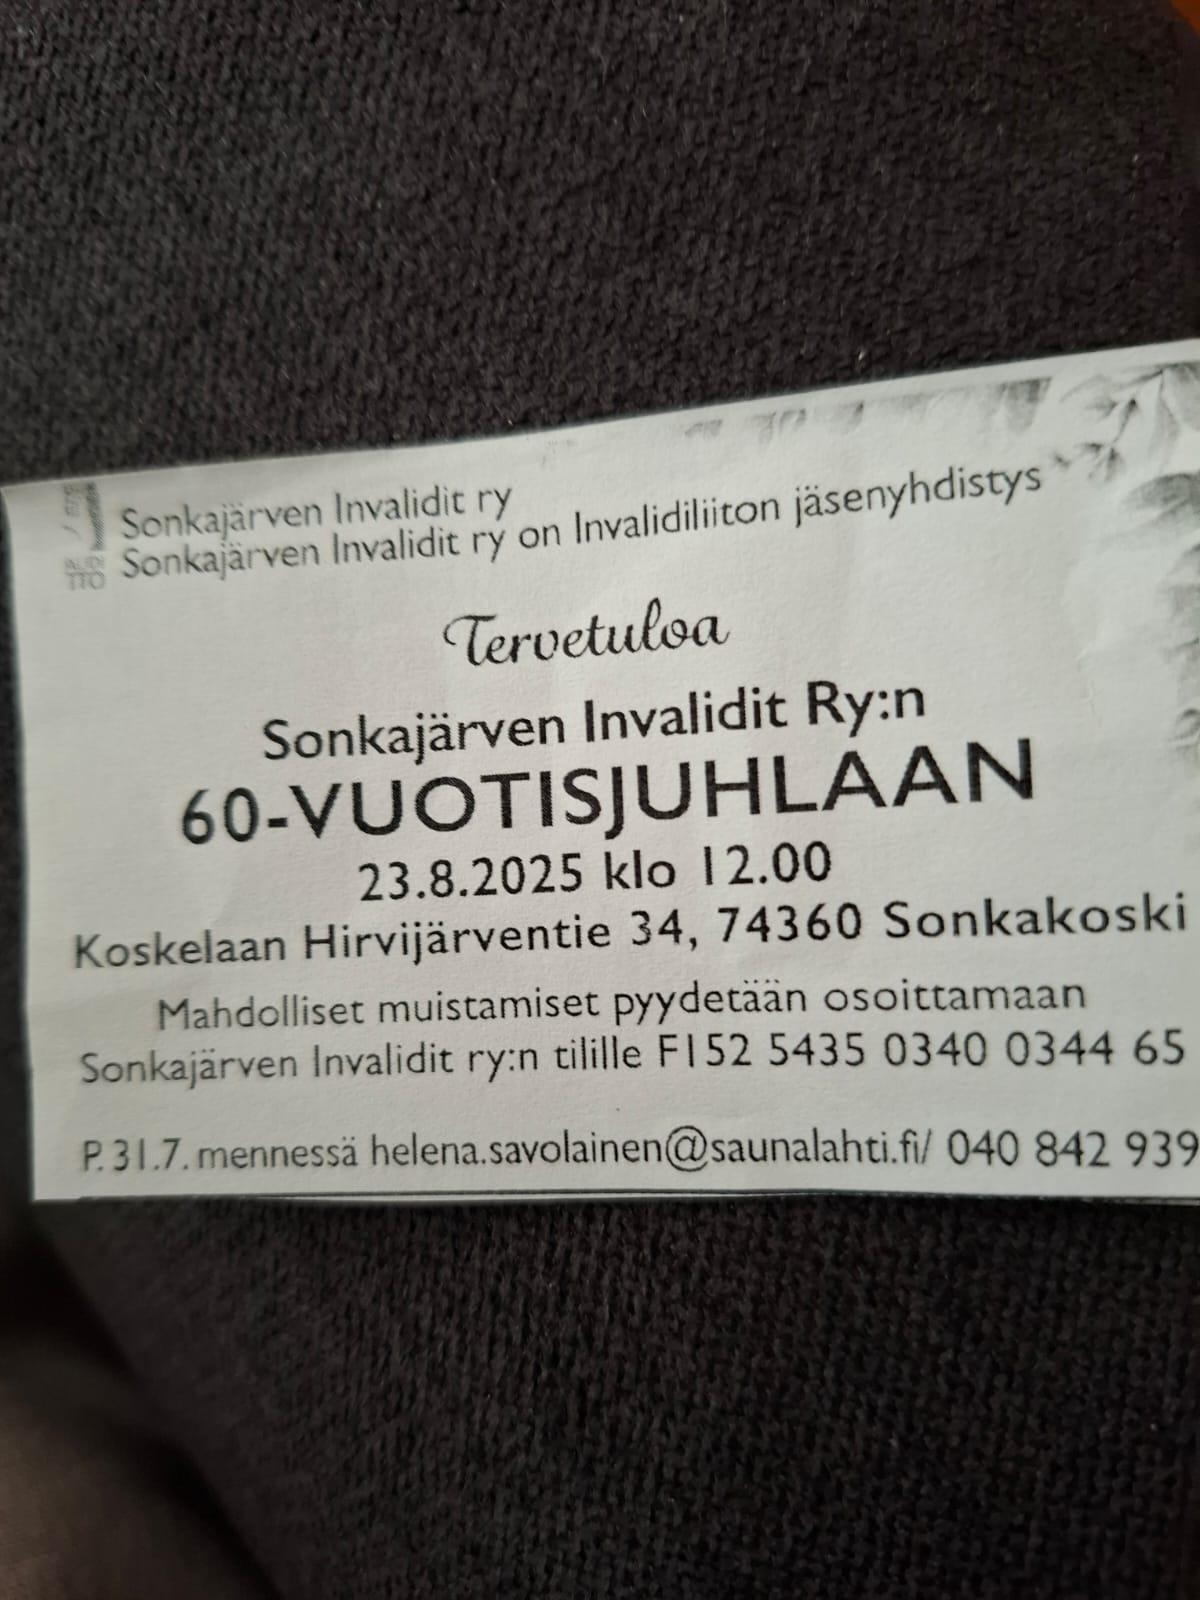 Sonkajärven Invalidit ry
Sonkajärven Invalidit ry on Invalidiliiton jäsenyhdistys
Tervetuloa
Sonkajärven Invalidit Ry:n
60-VUOTISJUHLAAN
23.8.2025 klo 12.00
Koskelaan Hirvijärventie 34, 74360 Sonkakoski
Mahdolliset muistamiset pyydetään osoittamaan
Sonkajärven Invalidit ry:n tilille FI52 5435 0340 0344 65
P. 31.7. mennessä helena.savolainen@saunalahti.fi/ 040 842 939